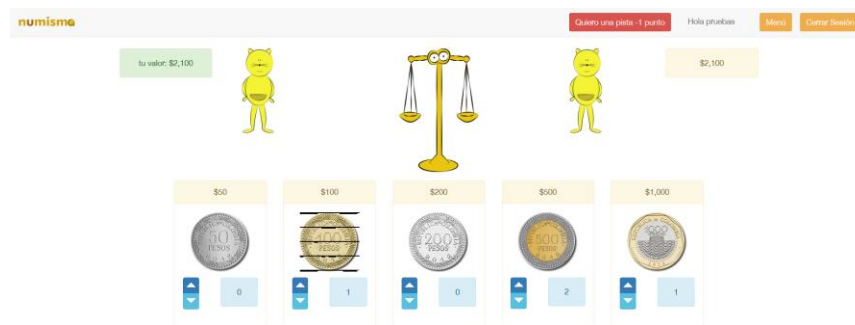 numisma
Quiero una pista -1 punto
Hola pruebas
Menú
Cerrar Sesión
tu valor: $2,100
$2,100
$50
$100
$200
$500
$1,000
50
PESOS
100
PESOS
200
PESOS
500
PESOS
1000
0
1
0
2
1